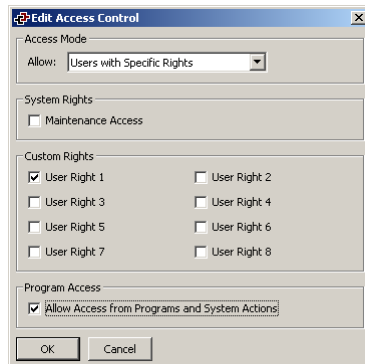 Edit Access Control
Access Mode
Allow: Users with Specific Rights
System Rights
Maintenance Access
Custom Rights
User Right 1 User Right 2
User Right 3 User Right 4
User Right 5 User Right 6
User Right 7 User Right 8
Program Access
Allow Access from Programs and System Actions
OK Cancel